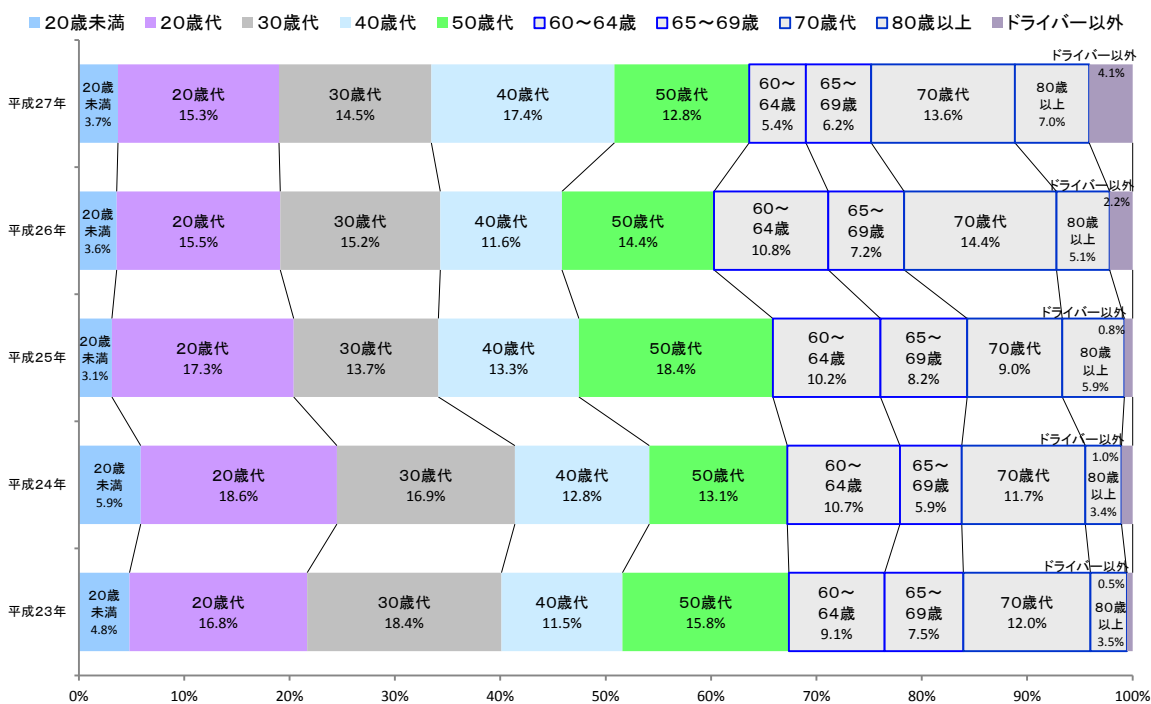 20歳未満 20歳代 30歳代 40歳代 50歳代 60～64歳 65～69歳 70歳代 80歳以上 ドライバー以外
ドライバー以外
平成27年
20歳
未満
3.7%
20歳代
15.3%
30歳代
14.5%
40歳代
17.4%
50歳代
12.8%
60～
64歳
5.4%
65～
69歳
6.2%
70歳代
13.6%
80歳
以上
7.0%
4.1%
ドライバー以外
平成26年
20歳
未満
3.6%
20歳代
15.5%
30歳代
15.2%
40歳代
11.6%
50歳代
14.4%
60～
64歳
10.8%
65～
69歳
7.2%
70歳代
14.4%
80歳
以上
5.1%
2.2%
ドライバー以外
平成25年
20歳
未満
3.1%
20歳代
17.3%
30歳代
13.7%
40歳代
13.3%
50歳代
18.4%
60～
64歳
10.2%
65～
69歳
8.2%
70歳代
9.0%
80歳
以上
5.9%
0.8%
ドライバー以外
平成24年
20歳
未満
5.9%
20歳代
18.6%
30歳代
16.9%
40歳代
12.8%
50歳代
13.1%
60～
64歳
10.7%
65～
69歳
5.9%
70歳代
11.7%
80歳
以上
3.4%
1.0%
ドライバー以外
平成23年
20歳
未満
4.8%
20歳代
16.8%
30歳代
18.4%
40歳代
11.5%
50歳代
15.8%
60～
64歳
9.1%
65～
69歳
7.5%
70歳代
12.0%
80歳
以上
3.5%
0.5%
0% 10% 20% 30% 40% 50% 60% 70% 80% 90% 100%